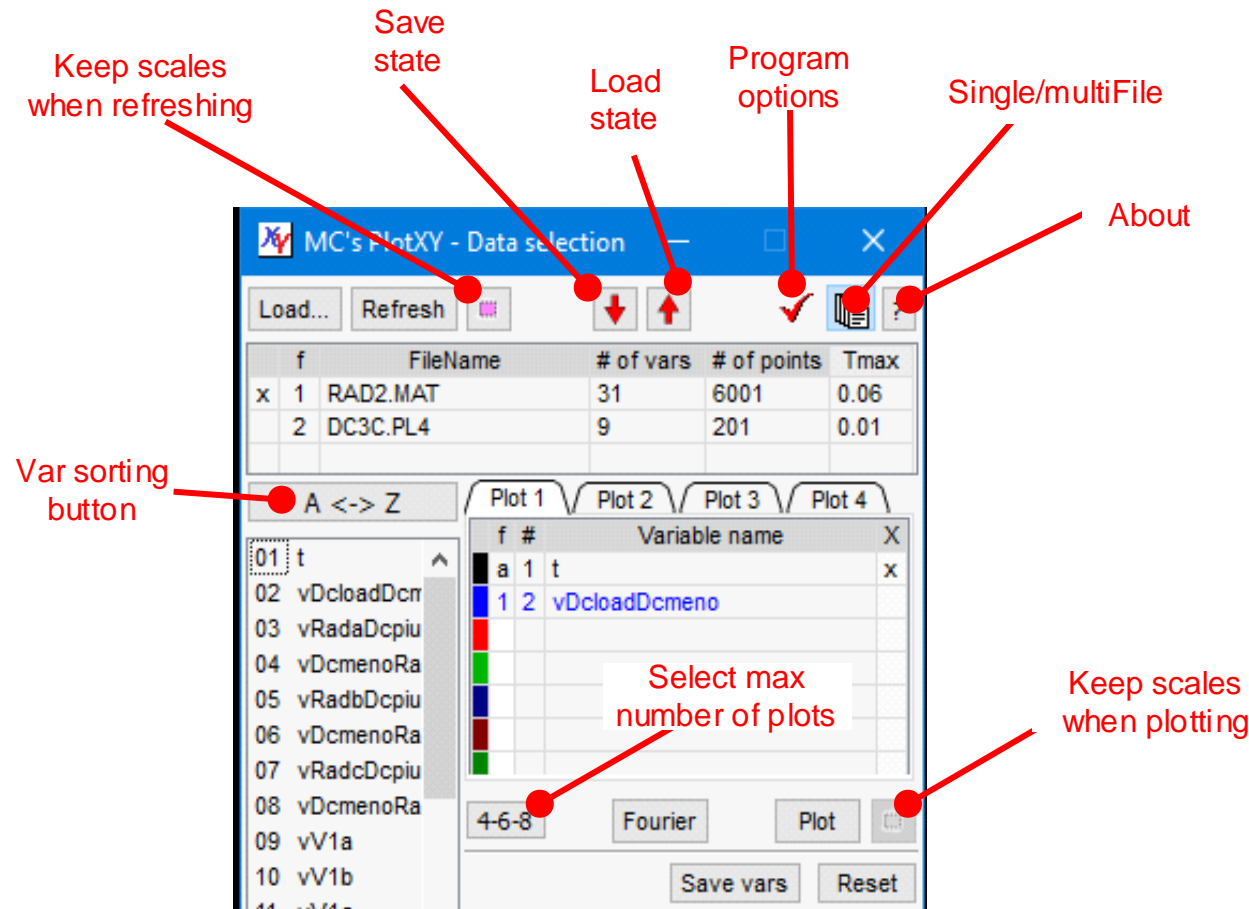 Save
state
Keep scales
when refreshing
Load
state
Program
options
Single/multiFile
About
MC's PlotXY - Data selection
Load...
Refresh
?
f FileName # of vars # of points Tmax
x 1 RAD2.MAT 31 6001 0.06
2 DC3C.PL4 9 201 0.01
Var sorting
button
A <-> Z
Plot 1 Plot 2 Plot 3 Plot 4
f # Variable name X
a 1 t x
1 2 vDcloadDcmeno
01 t
02 vDcloadDcm
03 vRadaDcpiu
04 vDcmenoRa
05 vRadbDcpiu
06 vDcmenoRa
07 vRadcDcpiu
08 vDcmenoRa
09 vV1a
10 vV1b
Select max
number of plots
Keep scales
when plotting
4-6-8
Fourier
Plot
Save vars
Reset